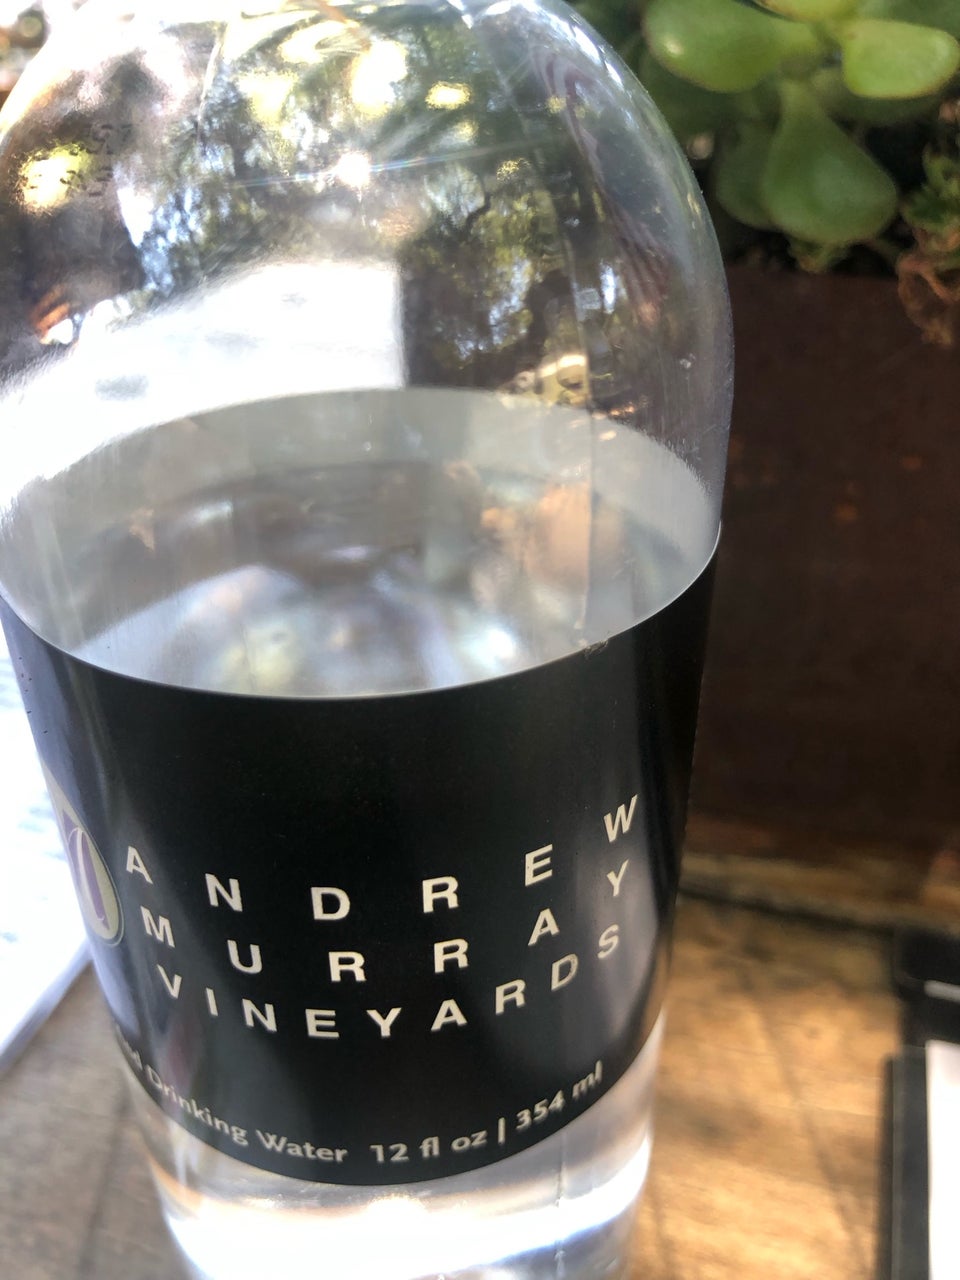 ANDREW
MURRAY
VINEYARDS
Drinking Water 12 fl oz | 354 ml